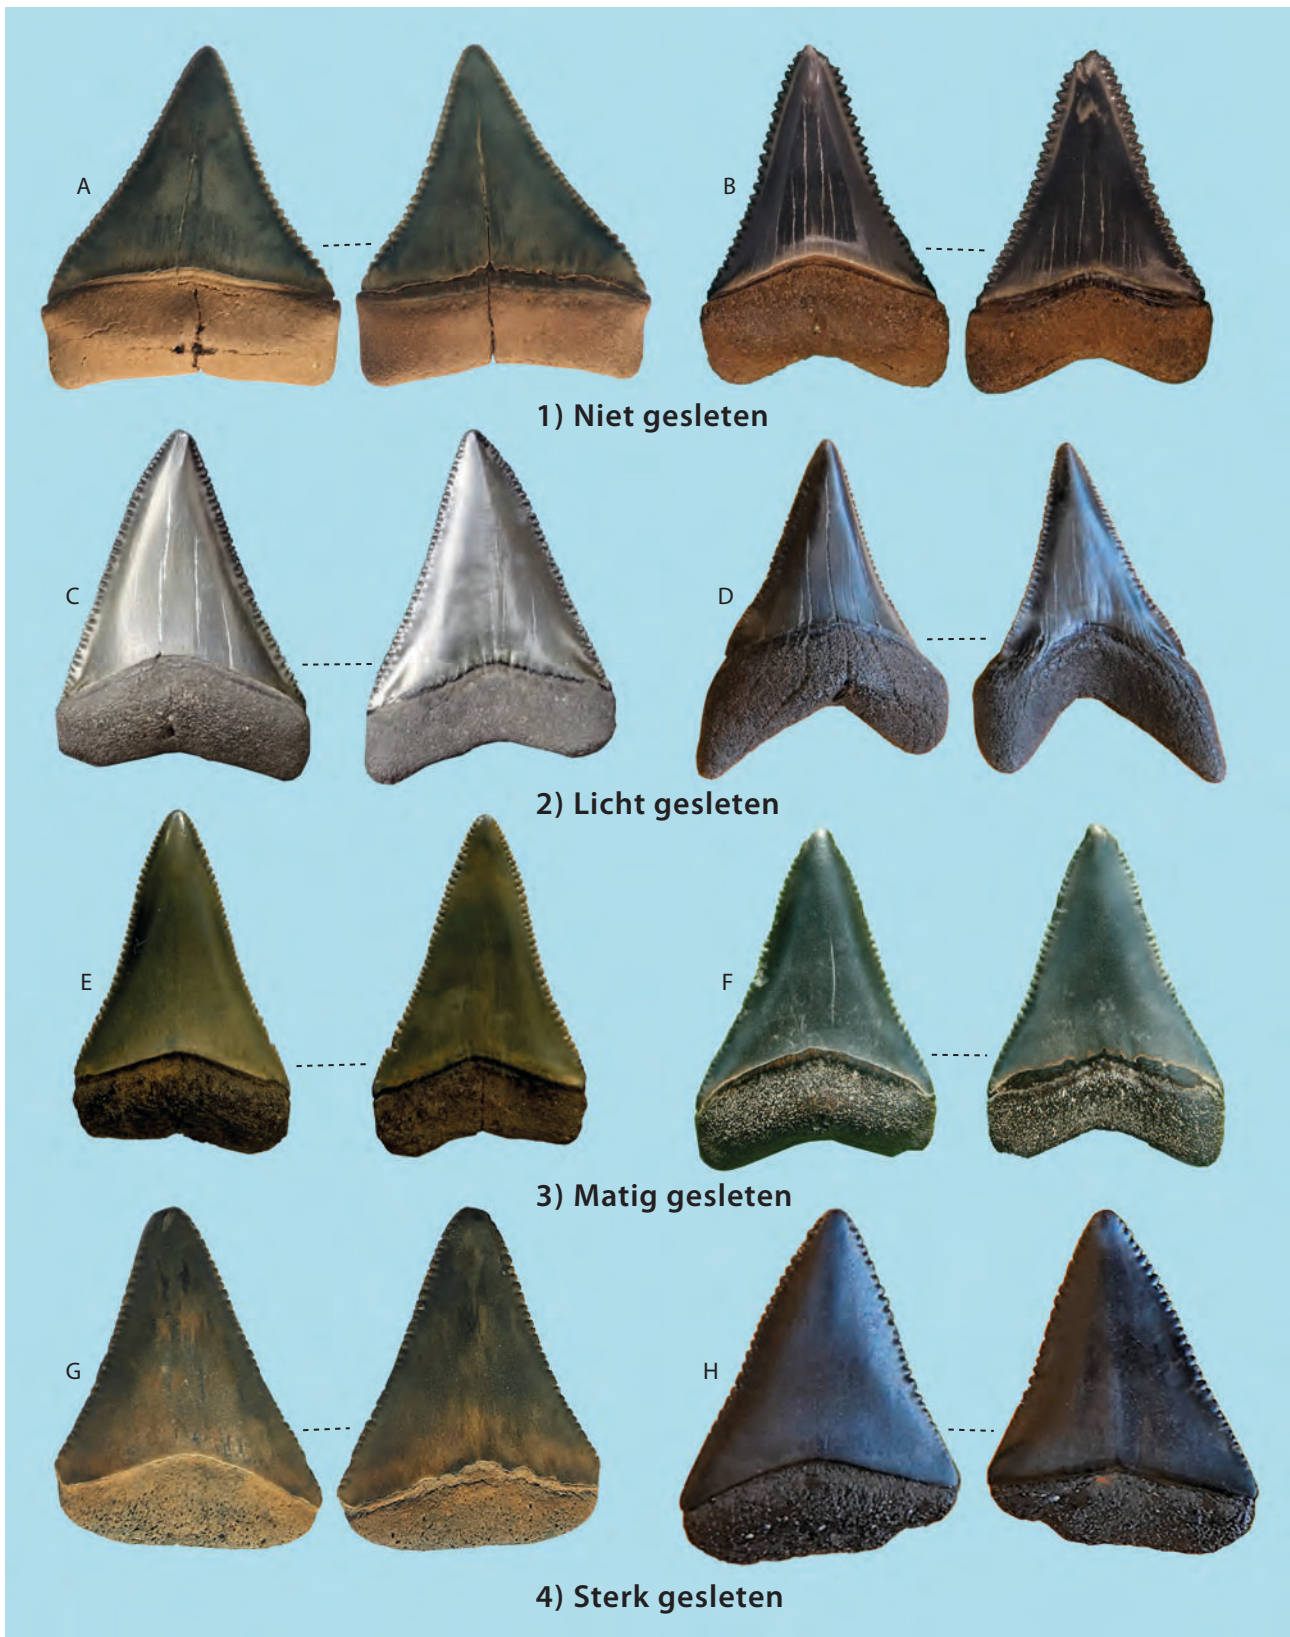 A
B
1) Niet gesleten
C
D
2) Licht gesleten
E
F
3) Matig gesleten
G
H
4) Sterk gesleten